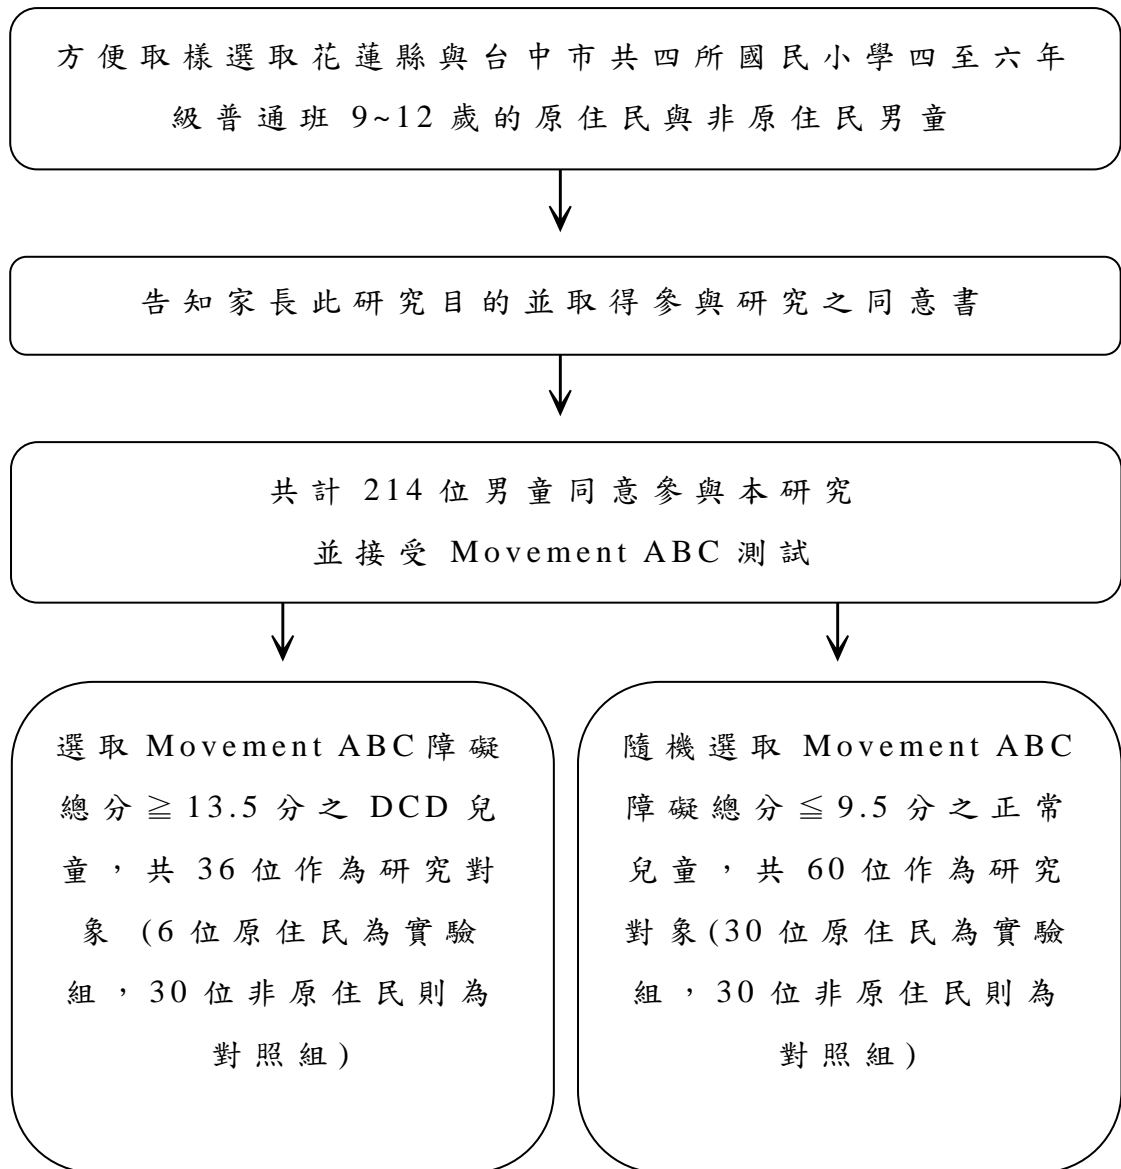 方便取樣選取花蓮縣與台中市共四所國民小學四至六年
級普通班 9~12 歲的原住民與非原住民男童
告知家長此研究目的並取得參與研究之同意書
共計 214 位男童同意參與本研究
並接受 Movement ABC 測試
選取 Movement ABC 障礙
總分≧13.5 分之 DCD 兒
童，共 36 位作為研究對
象 (6 位原住民為實驗
組，30 位非原住民則為
對照組)
隨機選取 Movement ABC
障礙總分≦9.5 分之正常
兒童，共 60 位作為研究
對象(30 位原住民為實驗
組，30 位非原住民則為
對照組)